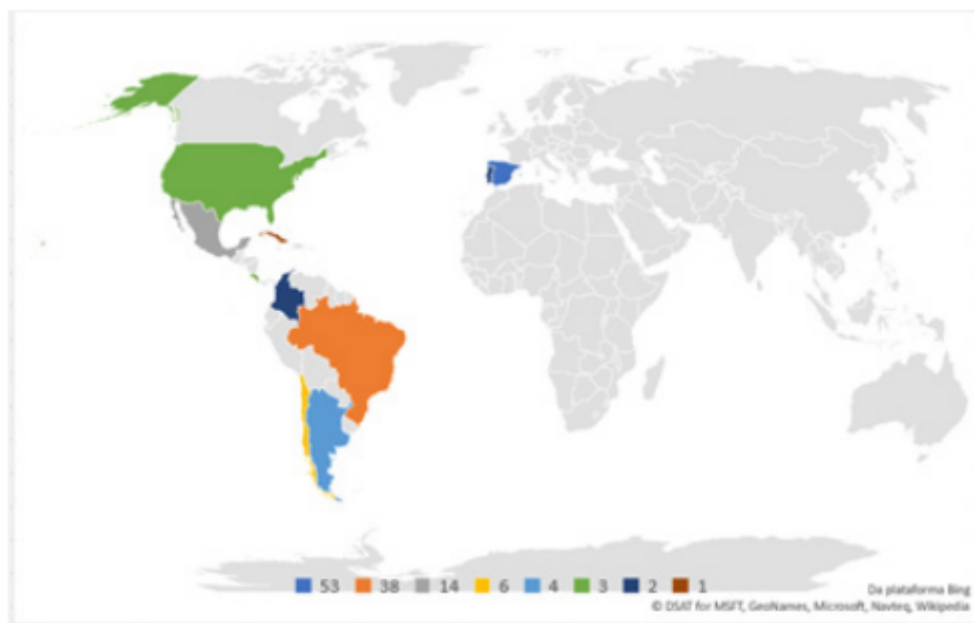 53 38 14 6 4 3 2 1
Da plataforma Bing
© DSAT for MSFT, GeoNames, Microsoft, Navteq, Wikipedia